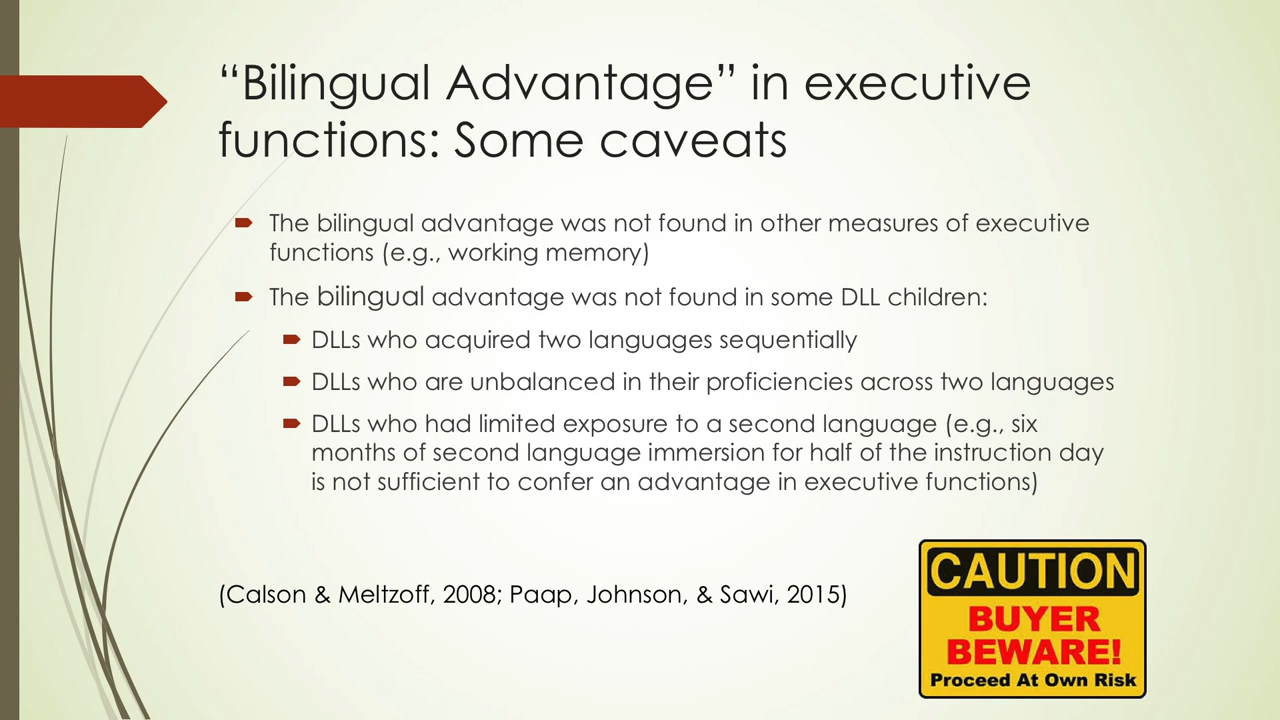 “Bilingual Advantage” in executive
functions: Some caveats
The bilingual advantage was not found in other measures of executive
functions (e.g., working memory)
The bilingual advantage was not found in some DLL children:
DLLs who acquired two languages sequentially
DLLs who are unbalanced in their proficiencies across two languages
DLLs who had limited exposure to a second language (e.g., six
months of second language immersion for half of the instruction day
is not sufficient to confer an advantage in executive functions)
(Calson & Meltzoff, 2008; Paap, Johnson, & Sawi, 2015)
CAUTION
BUYER
BEWARE!
Proceed At Own Risk